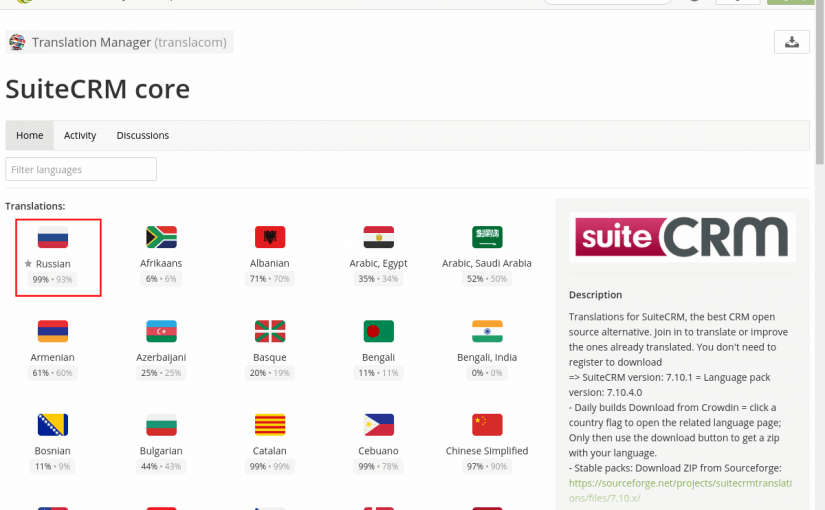 Translation Manager (translacom)
SuiteCRM core
Home Activity Discussions
Filter languages
Translations:
Russian Afrikaans Albanian Arabic, Egypt Arabic, Saudi Arabia
99% • 93% 6% • 6% 71% • 70% 35% • 34% 52% • 50%
Armenian Azerbaijani Basque Bengali Bengali, India
61% • 60% 25% • 25% 20% • 19% 11% • 11% 0% • 0%
Bosnian Bulgarian Catalan Cebuano Chinese Simplified
11% • 9% 44% • 43% 99% • 99% 99% • 78% 97% • 90%
suite CRM
Description
Translations for SuiteCRM, the best CRM open
source alternative. Join in to translate or improve
the ones already translated. You don't need to
register to download
=> SuiteCRM version: 7.10.1 = Language pack
version: 7.10.4.0
- Daily builds Download from Crowdin = click a
country flag to open the related language page;
Only then use the download button to get a zip
with your language.
- Stable packs: Download ZIP from Sourceforge:
https://sourceforge.net/projects/suitecrmtranslati
ons/files/7.10.x/